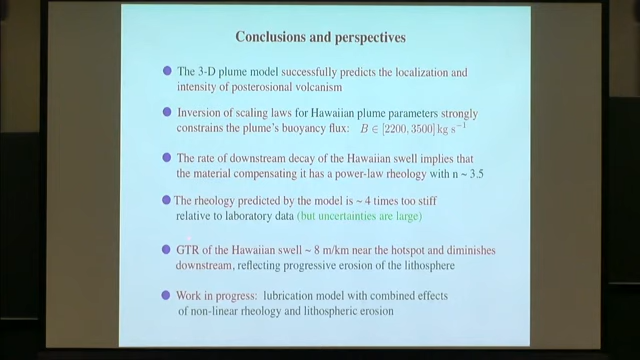 Conclusions and perspectives
The 3-D plume model successfully predicts the localization and
intensity of posterosional volcanism
Inversion of scaling laws for Hawaiian plume parameters strongly
constrains the plume's buoyancy flux: B ∈ [2200, 3500] kg s⁻¹
The rate of downstream decay of the Hawaiian swell implies that
the material compensating it has a power-law rheology with n ~ 3.5
The rheology predicted by the model is ~ 4 times too stiff
relative to laboratory data (but uncertainties are large)
GTR of the Hawaiian swell ~ 8 m/km near the hotspot and diminishes
downstream, reflecting progressive erosion of the lithosphere
Work in progress: lubrication model with combined effects
of non-linear rheology and lithospheric erosion